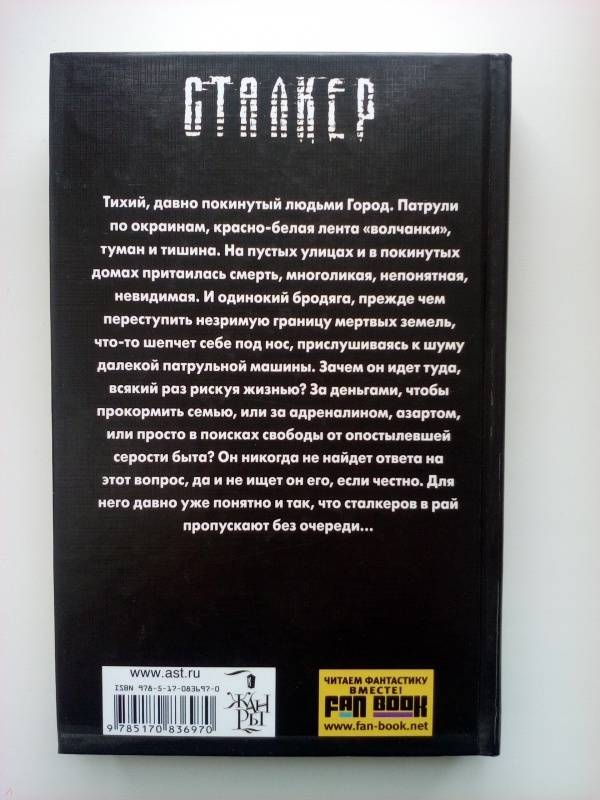 СТАЛКЕР
Тихий, давно покинутый людьми Город. Патрули
по окраинам, красно-белая лента «волчанки»,
туман и тишина. На пустых улицах и в покинутых
домах притаилась смерть, многоликая, непонятная,
невидимая. И одинокий бродяга, прежде чем
переступить незримую границу мертвых земель,
что-то шепчет себе под нос, прислушиваясь к шуму
далекой патрульной машины. Зачем он идет туда,
всякий раз рискуя жизнью? За деньгами, чтобы
прокормить семью, или за адреналином, азартом,
или просто в поисках свободы от опостылевшей
серости быта? Он никогда не найдет ответа на
этот вопрос, да и не ищет он его, если честно. Для
него давно уже понятно и так, что сталкеров в рай
пропускают без очереди...
www.ast.ru
ISBN 978-5-17-083697-0
9 785170 836970
ЖАН
РЫ
ЧИТАЕМ ФАНТАСТИКУ
ВМЕСТЕ!
FAN BOOK
www.fan-book.net